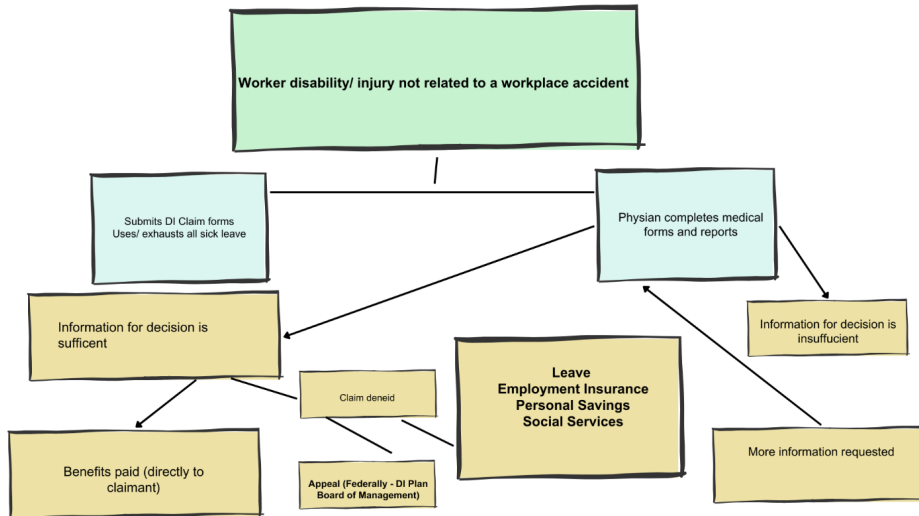 Worker disability/ injury not related to a workplace accident
Submits DI Claim forms
Uses/ exhausts all sick leave
Physian completes medical
forms and reports
Information for decision is
sufficent
Information for decision is
insuffucient
Leave
Employment Insurance
Personal Savings
Social Services
Claim deneid
Benefits paid (directly to
claimant)
Appeal (Federally - DI Plan
Board of Management)
More information requested